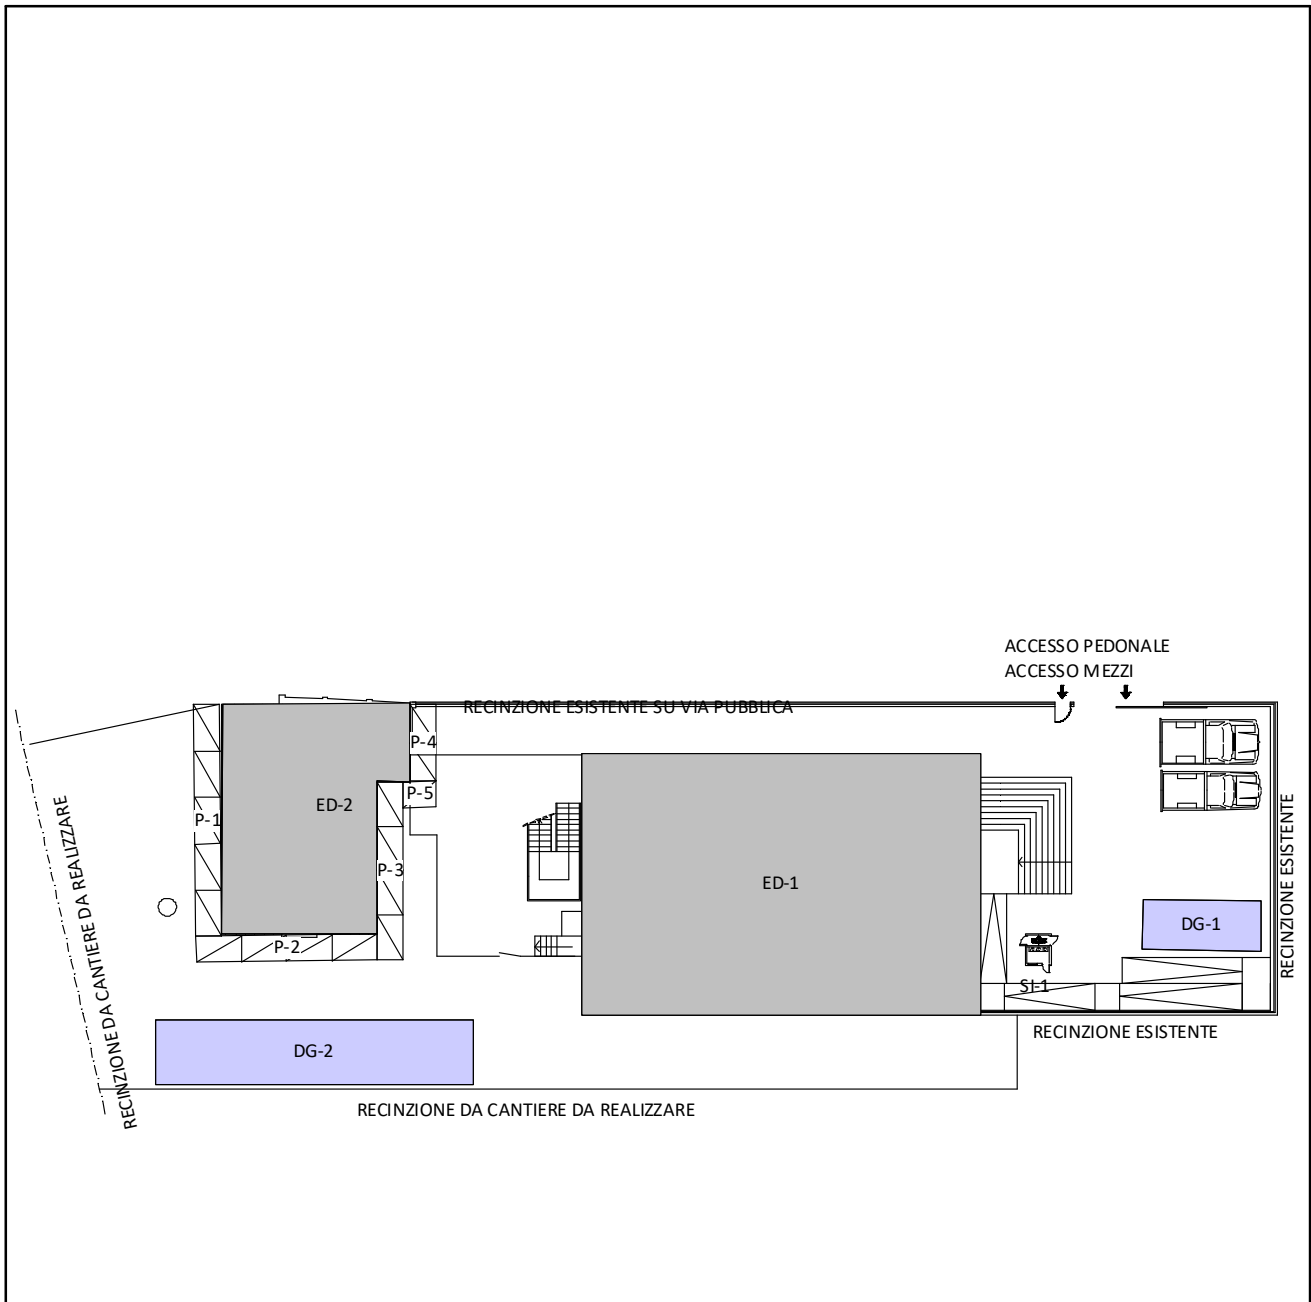 ACCESSO PEDONALE
ACCESSO MEZZI
RECINZIONE ESISTENTE SU VIA PUBBLICA
P-4
P-5
ED-2
P-1
P-3
P-2
ED-1
RECINZIONE DA CANTIERE DA REALIZZARE
RECINZIONE ESISTENTE
DG-1
SI-1
RECINZIONE ESISTENTE
DG-2
RECINZIONE DA CANTIERE DA REALIZZARE